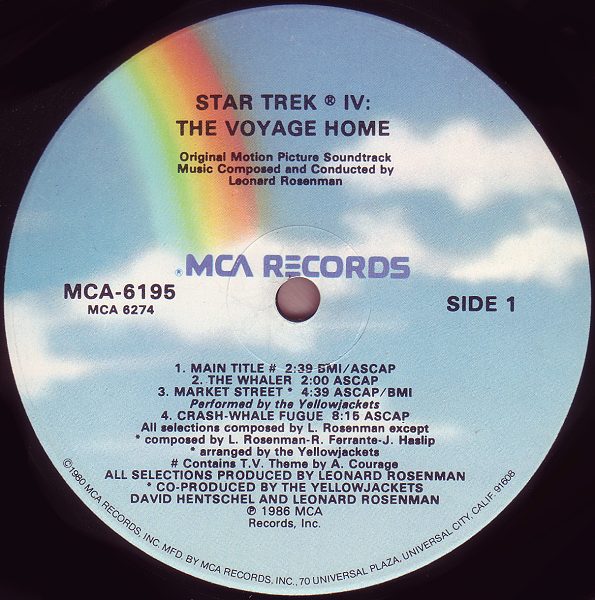 STAR TREK ® IV:
THE VOYAGE HOME
Original Motion Picture Soundtrack
Music Composed and Conducted by
Leonard Rosenman
®MCA RECORDS
MCA-6195
MCA 6274
SIDE 1
1. MAIN TITLE # 2:39 BMI/ASCAP
2. THE WHALER 2:00 ASCAP
3. MARKET STREET * 4:39 ASCAP/BMI
Performed by the Yellowjackets
4. CRASH-WHALE FUGUE 8:15 ASCAP
All selections composed by L. Rosenman except
* composed by L. Rosenman-R. Ferrante-J. Haslip
* arranged by the Yellowjackets
# Contains T.V. Theme by A. Courage
ALL SELECTIONS PRODUCED BY LEONARD ROSENMAN
* CO-PRODUCED BY THE YELLOWJACKETS
DAVID HENTSCHEL AND LEONARD ROSENMAN
℗ 1986 MCA
Records, Inc.
©1980 MCA RECORDS, INC. MFD. BY MCA RECORDS, INC., 70 UNIVERSAL PLAZA, UNIVERSAL CITY, CALIF. 91608